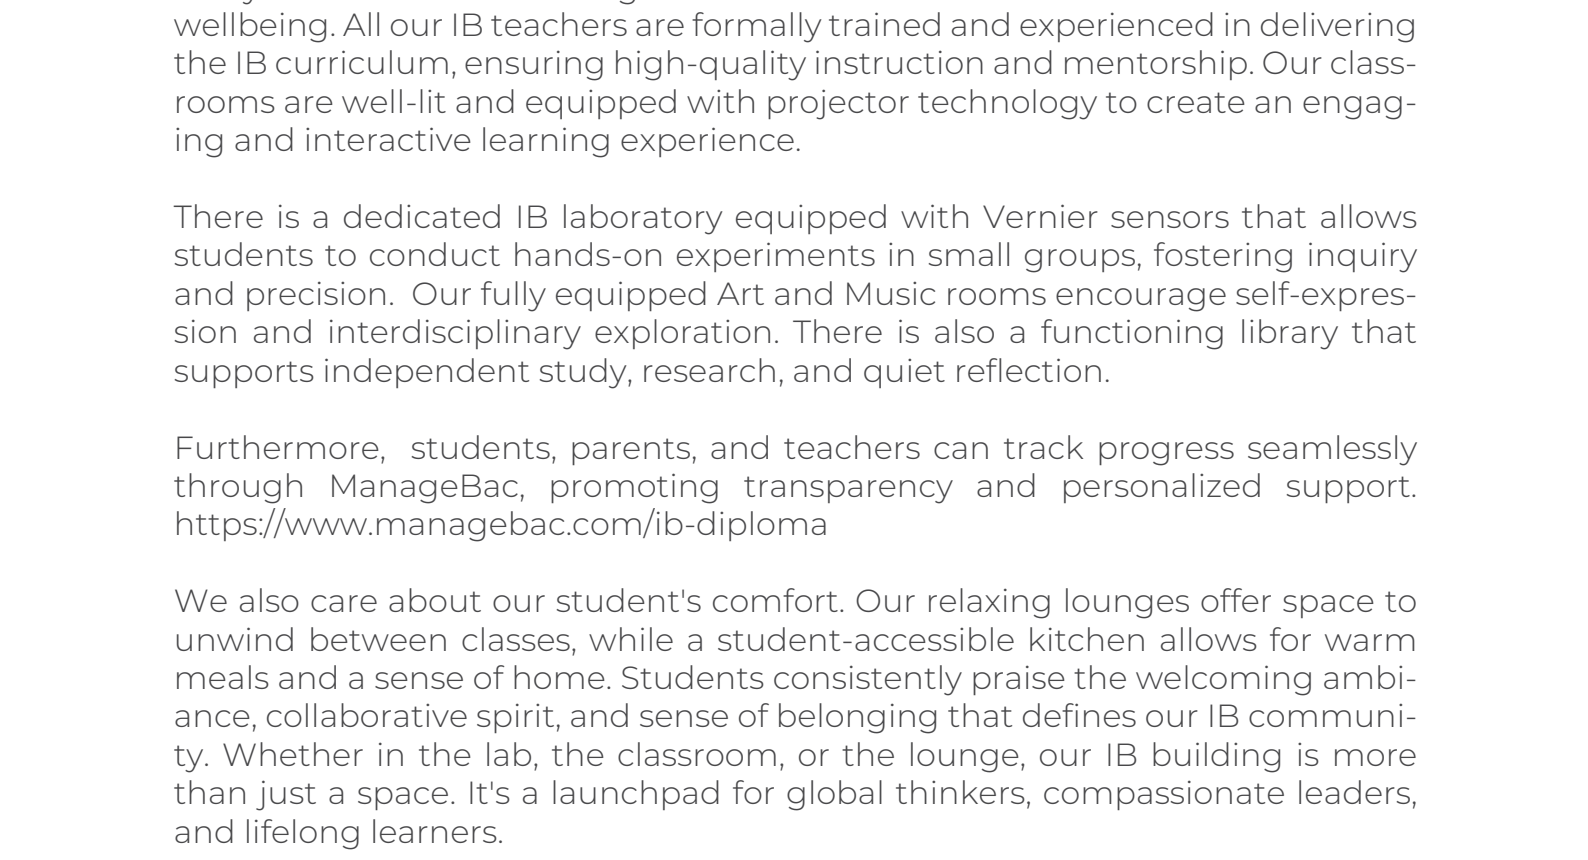 wellbeing. All our IB teachers are formally trained and experienced in delivering
the IB curriculum, ensuring high-quality instruction and mentorship. Our class-
rooms are well-lit and equipped with projector technology to create an engag-
ing and interactive learning experience.
There is a dedicated IB laboratory equipped with Vernier sensors that allows
students to conduct hands-on experiments in small groups, fostering inquiry
and precision.  Our fully equipped Art and Music rooms encourage self-expres-
sion and interdisciplinary exploration. There is also a functioning library that
supports independent study, research, and quiet reflection.
Furthermore,  students, parents, and teachers can track progress seamlessly
through ManageBac, promoting transparency and personalized support.
https://www.managebac.com/ib-diploma
We also care about our student's comfort. Our relaxing lounges offer space to
unwind between classes, while a student-accessible kitchen allows for warm
meals and a sense of home. Students consistently praise the welcoming ambi-
ance, collaborative spirit, and sense of belonging that defines our IB communi-
ty. Whether in the lab, the classroom, or the lounge, our IB building is more
than just a space. It's a launchpad for global thinkers, compassionate leaders,
and lifelong learners.